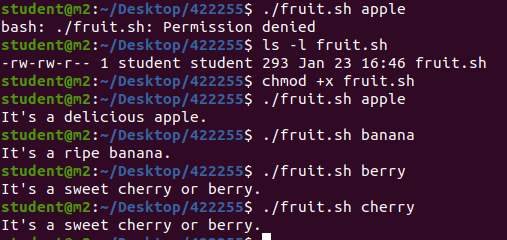 student@m2:~/Desktop/422255$ ./fruit.sh apple
bash: ./fruit.sh: Permission denied
student@m2:~/Desktop/422255$ ls -l fruit.sh
-rw-rw-r-- 1 student student 293 Jan 23 16:46 fruit.sh
student@m2:~/Desktop/422255$ chmod +x fruit.sh
student@m2:~/Desktop/422255$ ./fruit.sh apple
It's a delicious apple.
student@m2:~/Desktop/422255$ ./fruit.sh banana
It's a ripe banana.
student@m2:~/Desktop/422255$ ./fruit.sh berry
It's a sweet cherry or berry.
student@m2:~/Desktop/422255$ ./fruit.sh cherry
It's a sweet cherry or berry.
student@m2:~/Desktop/422255$